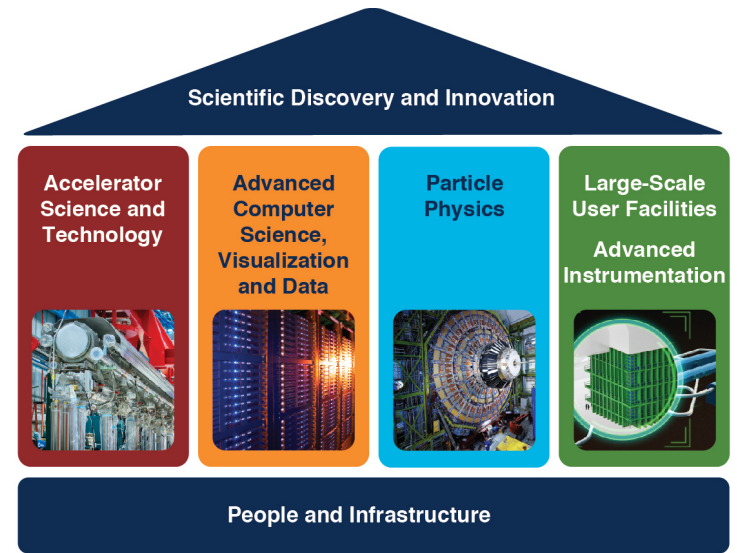 Scientific Discovery and Innovation
Accelerator
Science and
Technology
Advanced
Computer
Science,
Visualization
and Data
Particle
Physics
Large-Scale
User Facilities
Advanced
Instrumentation
People and Infrastructure